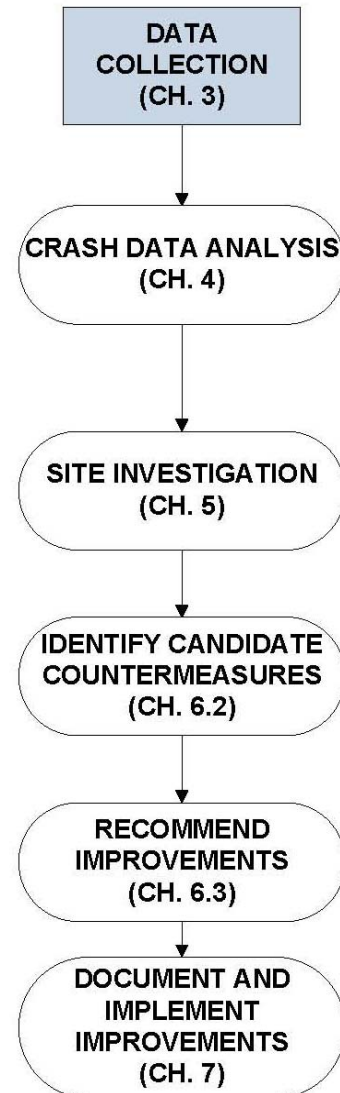 DATA
COLLECTION
(CH. 3)
CRASH DATA ANALYSIS
(CH. 4)
SITE INVESTIGATION
(CH. 5)
IDENTIFY CANDIDATE
COUNTERMEASURES
(CH. 6.2)
RECOMMEND
IMPROVEMENTS
(CH. 6.3)
DOCUMENT AND
IMPLEMENT
IMPROVEMENTS
(CH. 7)